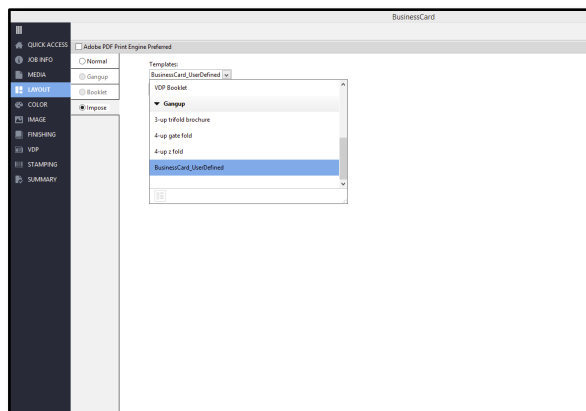 BusinessCard
QUICK ACCESS
JOB INFO
MEDIA
LAYOUT
COLOR
IMAGE
FINISHING
VDP
STAMPING
SUMMARY
Adobe PDF Print Engine Preferred
Normal
Gangup
Booklet
Impose
Templates:
BusinessCard_UserDefined
VDP Booklet
Gangup
3-up trifold brochure
4-up gate fold
4-up z fold
BusinessCard_UserDefined